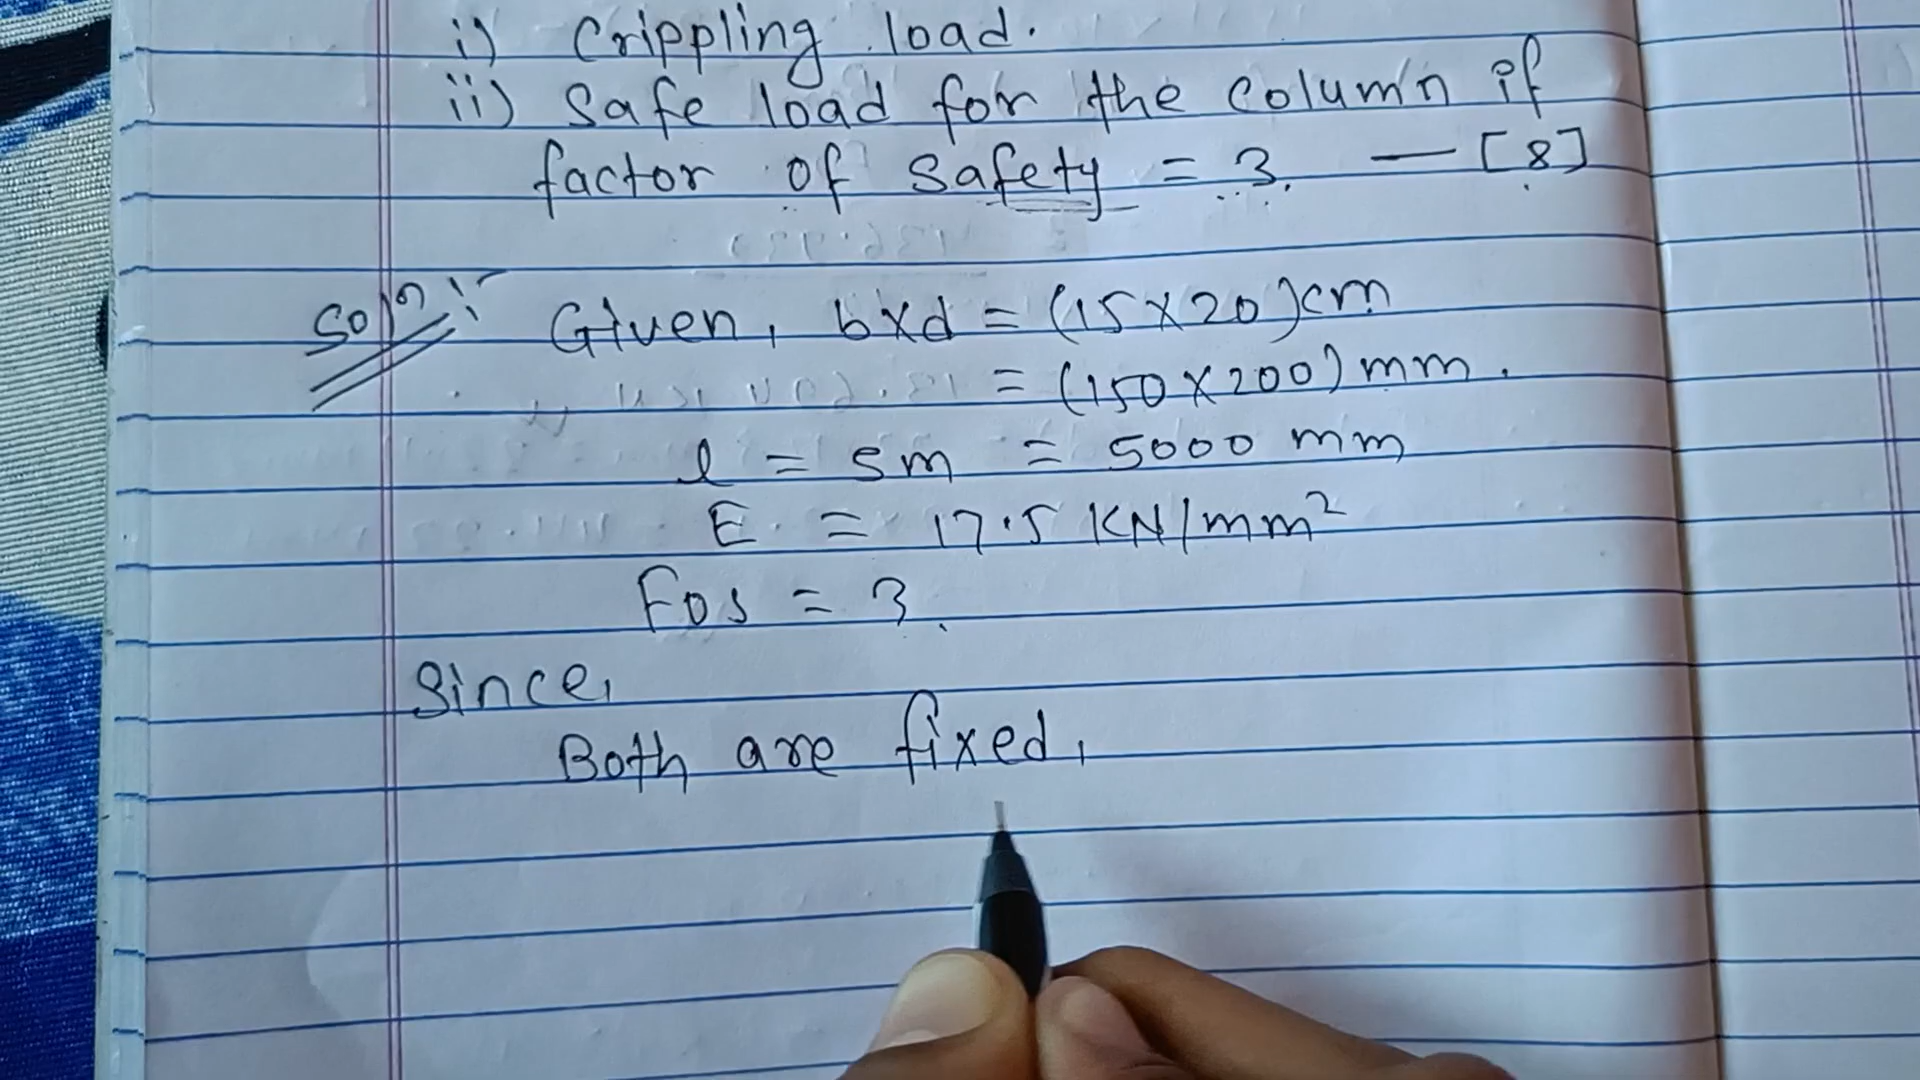 i) Crippling load.
ii) Safe load for the column if
factor of safety = 3. — [8]
Soln:- Given, bxd = (15 x 20)cm
= (150 x 200) mm.
l = 5m = 5000 mm
E = 17.5 KN/mm²
FOS = 3.
Since,
Both are fixed,